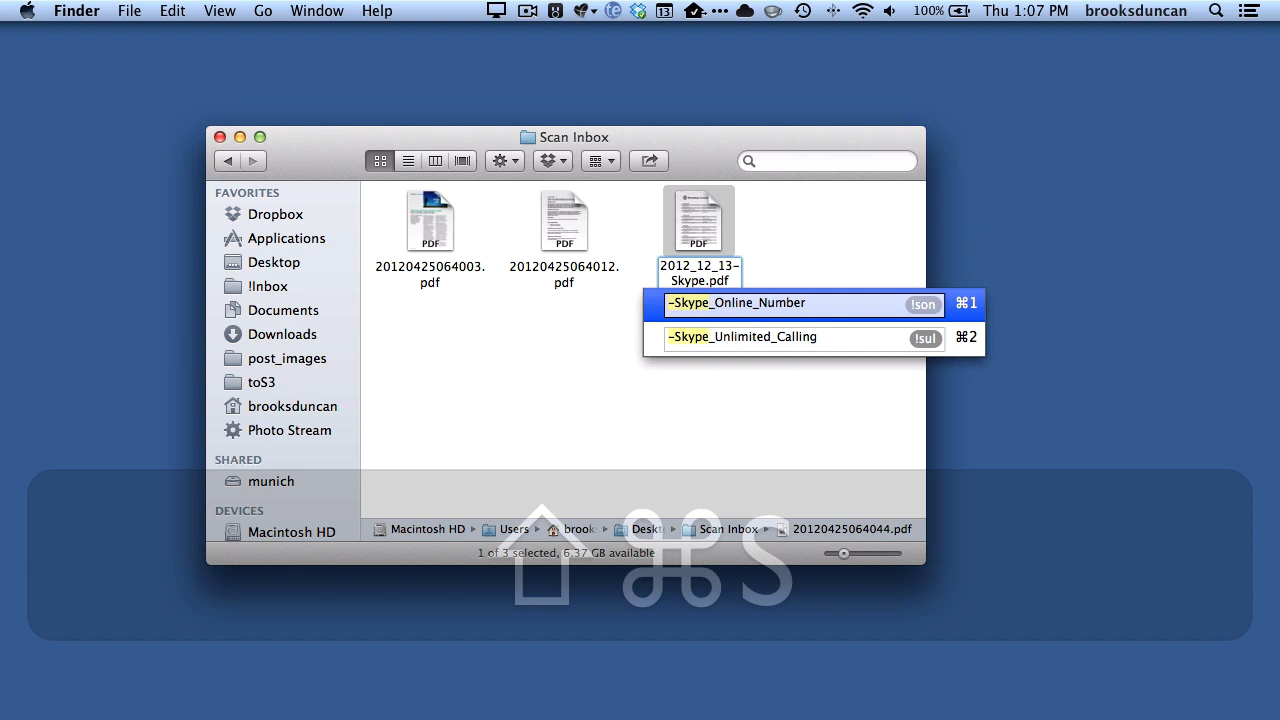 Finder File Edit View Go Window Help 13 100% Thu 1:07 PM brooksduncan
Scan Inbox
FAVORITES
Dropbox
Applications
Desktop
!Inbox
Documents
Downloads
post_images
toS3
brooksduncan
Photo Stream
SHARED
munich
DEVICES
Macintosh HD
PDF
20120425064003.
pdf
PDF
20120425064012.
pdf
PDF
2012_12_13-
Skype.pdf
-Skype_Online_Number !son ⌘1
-Skype_Unlimited_Calling !sul ⌘2
Macintosh HD Users brook Deskt Scan Inbox 20120425064044.pdf
1 of 3 selected, 6.37 GB available
⇧⌘S